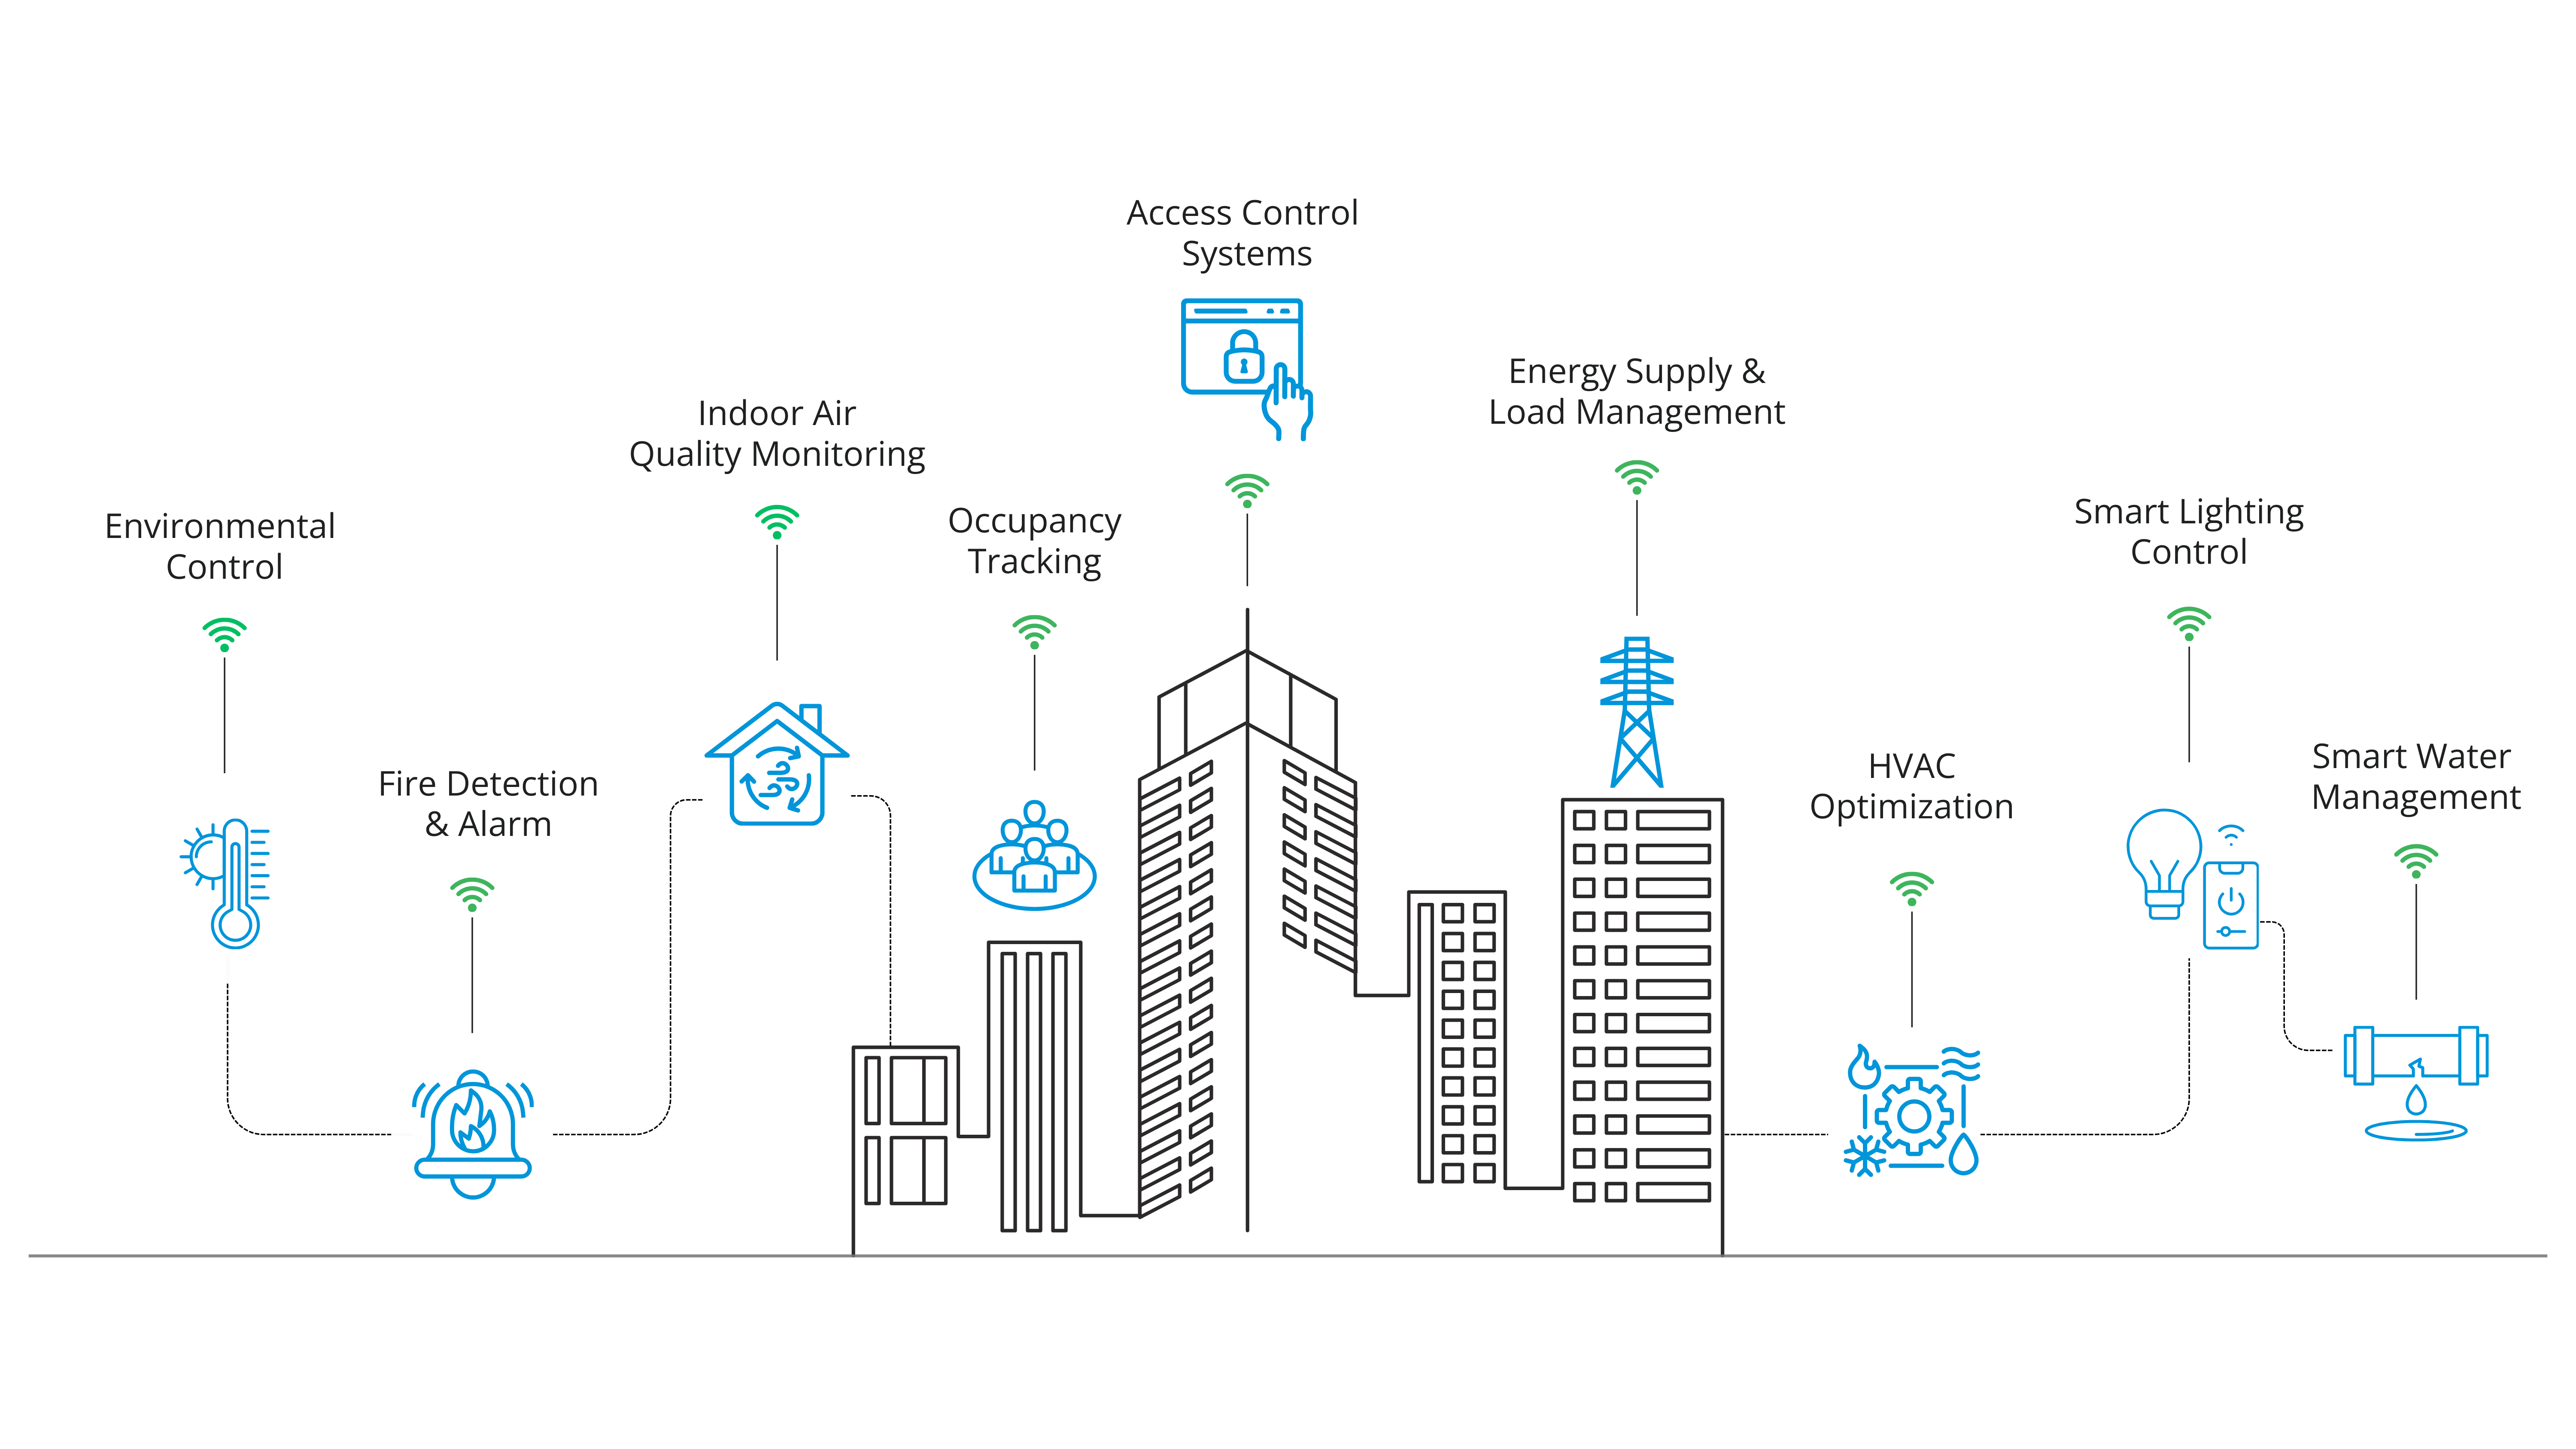 Access Control
Systems
Energy Supply &
Load Management
Indoor Air
Quality Monitoring
Occupancy
Tracking
Environmental
Control
Smart Lighting
Control
Fire Detection
& Alarm
HVAC
Optimization
Smart Water
Management